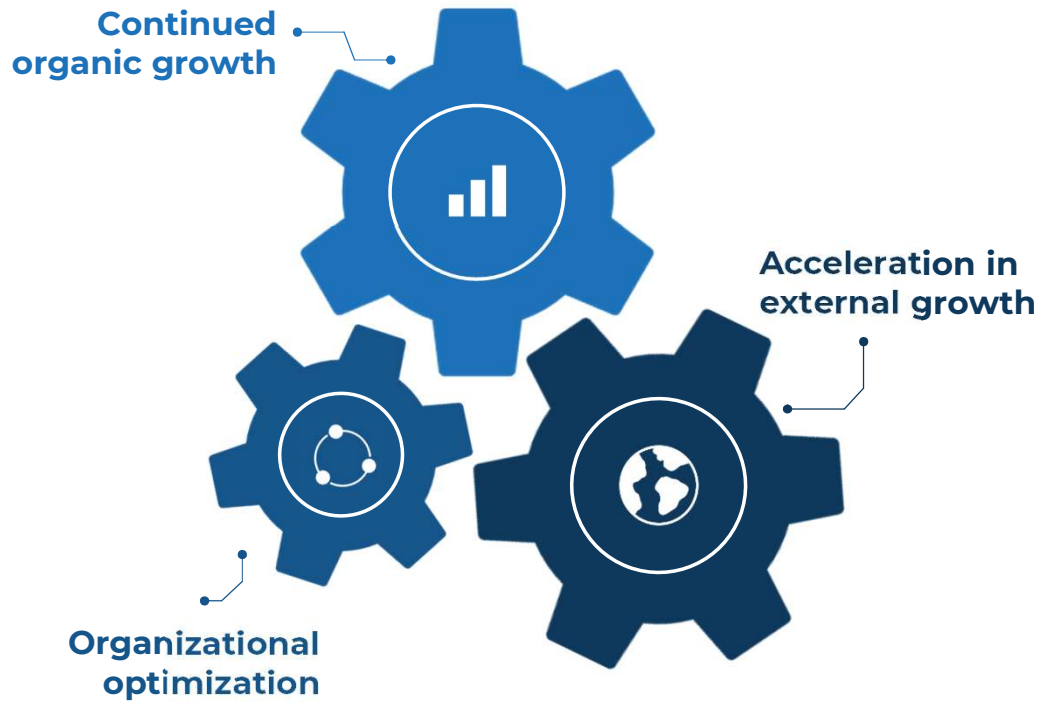 Continued
organic growth
Acceleration in
external growth
Organizational
optimization